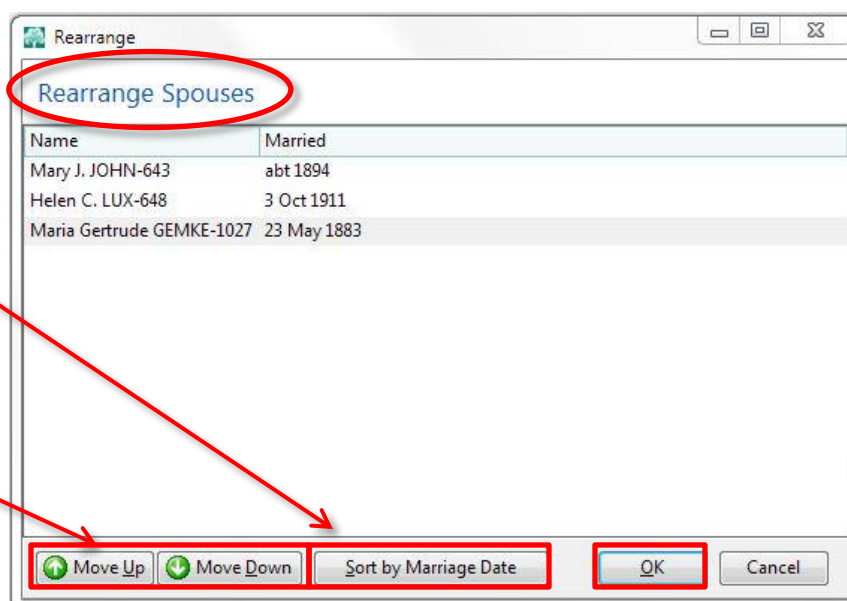 Rearrange
Rearrange Spouses
Name Married
Mary J. JOHN-643 abt 1894
Helen C. LUX-648 3 Oct 1911
Maria Gertrude GEMKE-1027 23 May 1883
Move Up Move Down Sort by Marriage Date OK Cancel